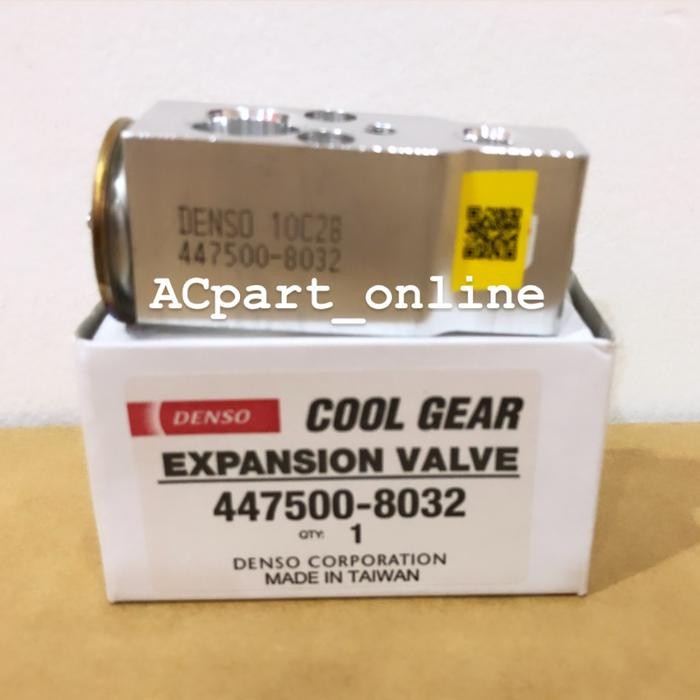 DENSO 10C28
447500-8032
ACpart_online
DENSO COOL GEAR
EXPANSION VALVE
447500-8032
QTY: 1
DENSO CORPORATION
MADE IN TAIWAN